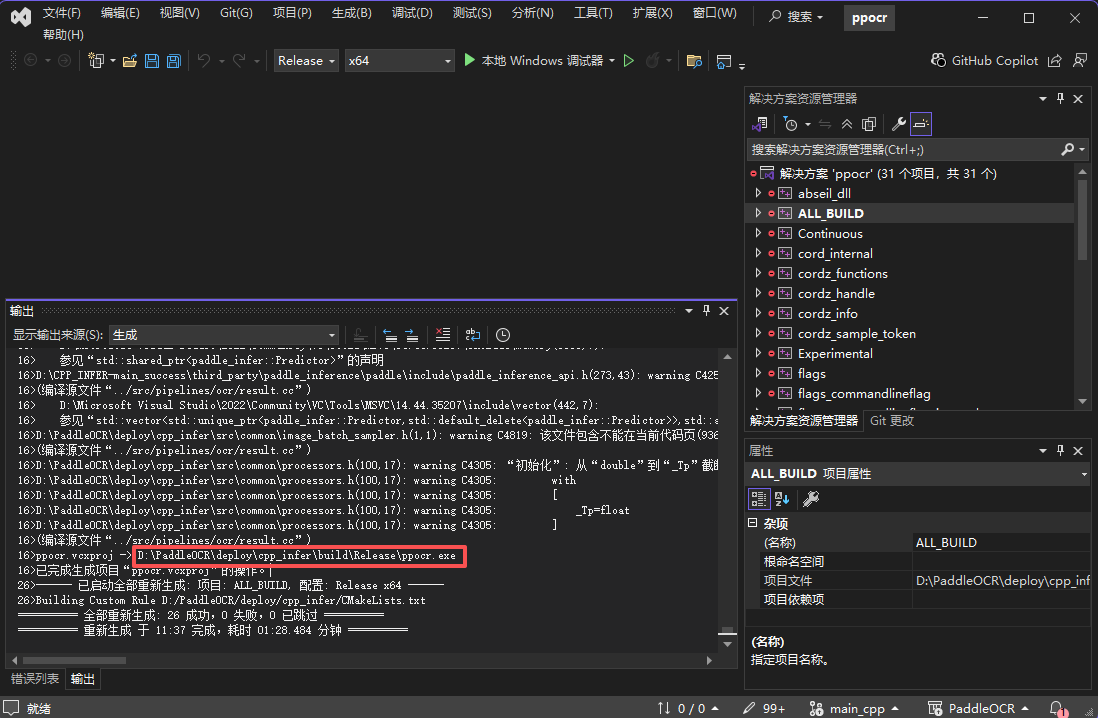 文件(F) 编辑(E) 视图(V) Git(G) 项目(P) 生成(B) 调试(D) 测试(S) 分析(N) 工具(T) 扩展(X) 窗口(W) 搜索 ppocr
帮助(H)
Release x64 本地 Windows 调试器 GitHub Copilot
解决方案资源管理器
搜索解决方案资源管理器(Ctrl+;)
解决方案 'ppocr' (31 个项目，共 31 个)
abseil_dll
ALL_BUILD
Continuous
cord_internal
cordz_functions
cordz_handle
cordz_info
cordz_sample_token
Experimental
flags
flags_commandlineflag
解决方案资源管理器 Git 更改
输出
显示输出来源(S): 生成
16> 参见“std::shared_ptr<paddle_infer::Predictor>”的声明
16>D:\CPP_INFER-main_success\third_party\paddle_inference\paddle\include\paddle_inference_api.h(273,43): warning C425
16>(编译源文件“../src/pipelines/ocr/result.cc”)
16> D:\Microsoft Visual Studio\2022\Community\VC\Tools\MSVC\14.44.35207\include\vector(442,7):
16> 参见“std::vector<std::unique_ptr<paddle_infer::Predictor,std::default_delete<paddle_infer::Predictor>>,std::a
16>D:\PaddleOCR\deploy\cpp_infer\src\common\image_batch_sampler.h(1,1): warning C4819: 该文件包含不能在当前代码页(936
16>(编译源文件“../src/pipelines/ocr/result.cc”)
16>D:\PaddleOCR\deploy\cpp_infer\src\common\processors.h(100,17): warning C4305: “初始化”: 从“double”到“_Tp”截断
16>D:\PaddleOCR\deploy\cpp_infer\src\common\processors.h(100,17): warning C4305: with
16>D:\PaddleOCR\deploy\cpp_infer\src\common\processors.h(100,17): warning C4305: [
16>D:\PaddleOCR\deploy\cpp_infer\src\common\processors.h(100,17): warning C4305: _Tp=float
16>D:\PaddleOCR\deploy\cpp_infer\src\common\processors.h(100,17): warning C4305: ]
16>(编译源文件“../src/pipelines/ocr/result.cc”)
16>ppocr.vcxproj -> D:\PaddleOCR\deploy\cpp_infer\build\Release\ppocr.exe
16>已完成生成项目“ppocr.vcxproj”的操作。
26>------ 已启动全部重新生成: 项目: ALL_BUILD, 配置: Release x64 ------
26>Building Custom Rule D:/PaddleOCR/deploy/cpp_infer/CMakeLists.txt
========== 全部重新生成: 26 成功，0 失败，0 已跳过 ==========
========== 重新生成 于 11:37 完成，耗时 01:28.484 分钟 ==========
错误列表 输出
属性
ALL_BUILD 项目属性
杂项
(名称) ALL_BUILD
根命名空间
项目文件 D:\PaddleOCR\deploy\cpp_inf
项目依赖项
(名称)
指定项目名称。
就绪 0 / 0 99+ main_cpp PaddleOCR 1